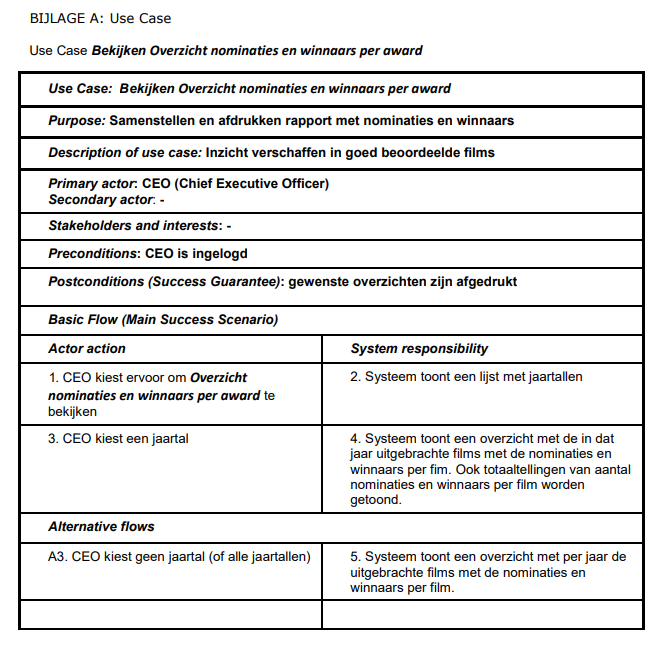 BIJLAGE A: Use Case
Use Case Bekijken Overzicht nominaties en winnaars per award
Use Case: Bekijken Overzicht nominaties en winnaars per award
Purpose: Samenstellen en afdrukken rapport met nominaties en winnaars
Description of use case: Inzicht verschaffen in goed beoordeelde films
Primary actor: CEO (Chief Executive Officer)
Secondary actor: -
Stakeholders and interests: -
Preconditions: CEO is ingelogd
Postconditions (Success Guarantee): gewenste overzichten zijn afgedrukt
Basic Flow (Main Success Scenario)
Actor action
System responsibility
1. CEO kiest ervoor om Overzicht
nominaties en winnaars per award te
bekijken
2. Systeem toont een lijst met jaartallen
3. CEO kiest een jaartal
4. Systeem toont een overzicht met de in dat
jaar uitgebrachte films met de nominaties en
winnaars per fim. Ook totaaltellingen van aantal
nominaties en winnaars per film worden
getoond.
Alternative flows
A3. CEO kiest geen jaartal (of alle jaartallen)
5. Systeem toont een overzicht met per jaar de
uitgebrachte films met de nominaties en
winnaars per film.